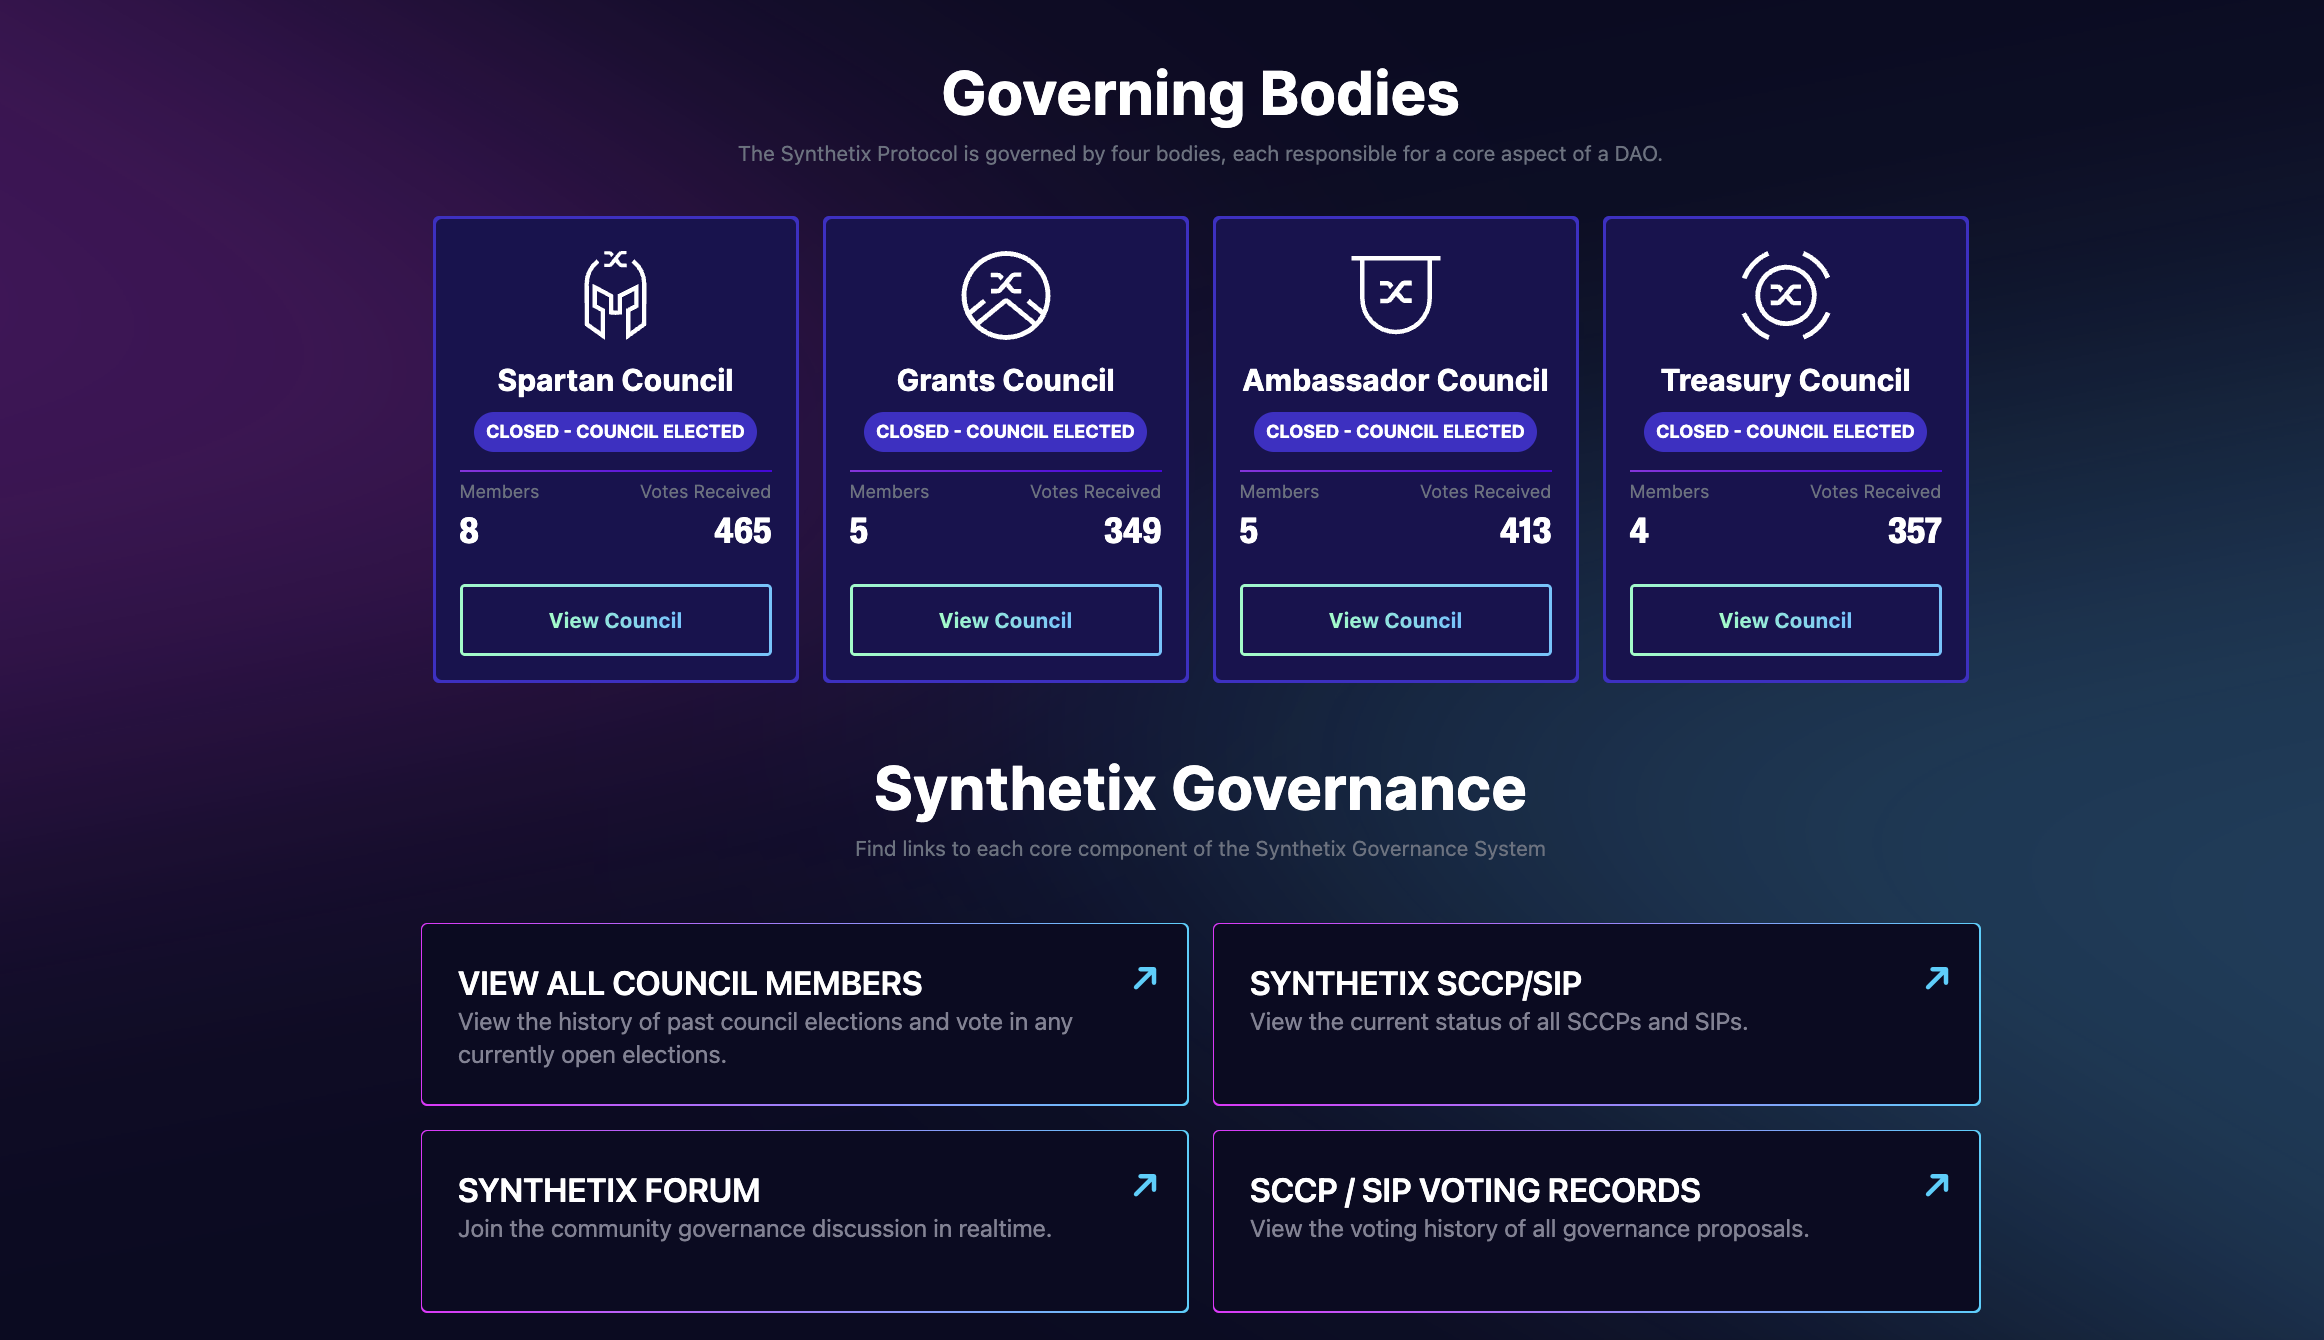 Governing Bodies
The Synthetix Protocol is governed by four bodies, each responsible for a core aspect of a DAO.
Spartan Council
CLOSED - COUNCIL ELECTED
Members Votes Received
8 465
View Council
Grants Council
CLOSED - COUNCIL ELECTED
Members Votes Received
5 349
View Council
Ambassador Council
CLOSED - COUNCIL ELECTED
Members Votes Received
5 413
View Council
Treasury Council
CLOSED - COUNCIL ELECTED
Members Votes Received
4 357
View Council
Synthetix Governance
Find links to each core component of the Synthetix Governance System
VIEW ALL COUNCIL MEMBERS
View the history of past council elections and vote in any
currently open elections.
SYNTHETIX SCCP/SIP
View the current status of all SCCPs and SIPs.
SYNTHETIX FORUM
Join the community governance discussion in realtime.
SCCP / SIP VOTING RECORDS
View the voting history of all governance proposals.